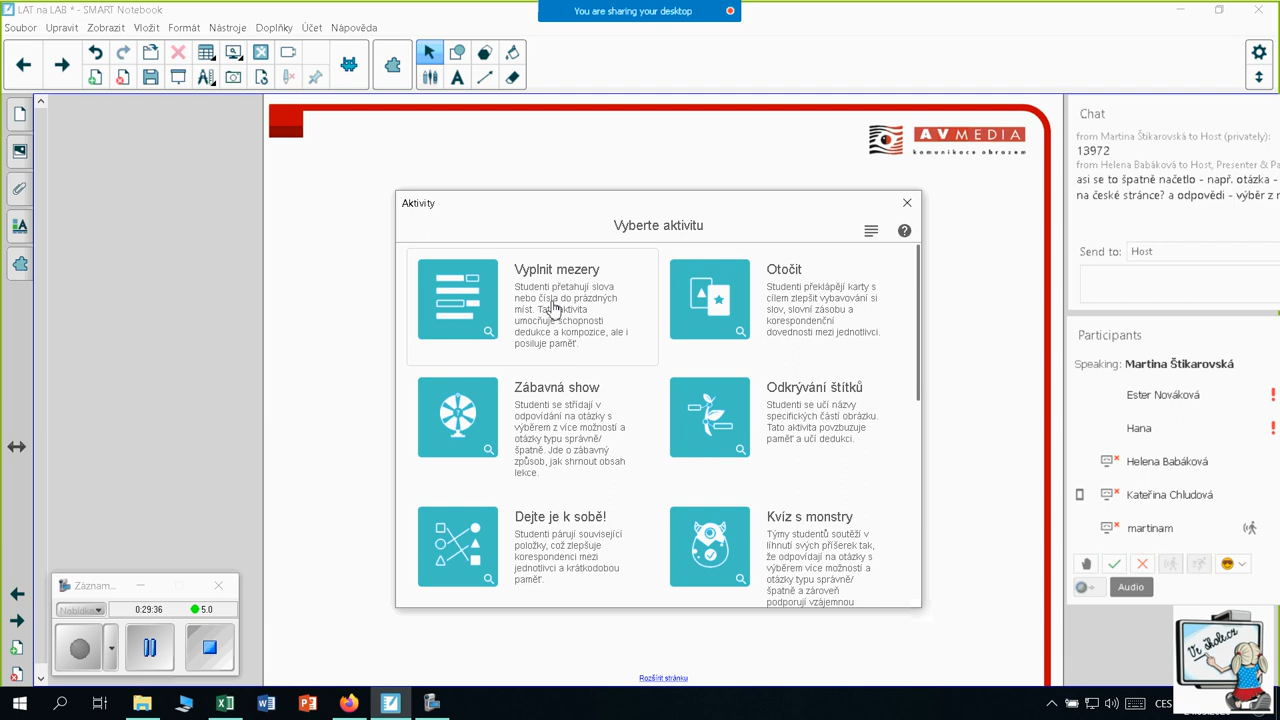 LAT na LAB * - SMART Notebook
You are sharing your desktop
Soubor Upravit Zobrazit Vložit Formát Nástroje Doplňky Účet Nápověda
AV MEDIA
komunikace obrazem
Aktivity
Vyberte aktivitu
Vyplnit mezery
Studenti přetahují slova
nebo čísla do prázdných
míst. Tato aktivita
umocňuje schopnosti
dedukce a kompozice, ale i
posiluje paměť.
Otočit
Studenti překlápějí karty s
cílem zlepšit vybavování si
slov, slovní zásobu a
korespondenční
dovednosti mezi jednotlivci.
Zábavná show
Studenti se střídají v
odpovídání na otázky s
výběrem z více možností a
otázky typu správně/
špatně. Jde o zábavný
způsob, jak shrnout obsah
lekce.
Odkrývání štítků
Studenti se učí názvy
specifických částí obrázku.
Tato aktivita povzbuzuje
paměť a učí dedukci.
Dejte je k sobě!
Studenti párují související
položky, což zlepšuje
korespondenci mezi
jednotlivci a krátkodobou
paměť.
Kvíz s monstry
Týmy studentů soutěží v
líhnutí svých příšerek tak,
že odpovídají na otázky s
výběrem z více možností a
otázky typu správně/
špatně a zároveň
podporují vzájemnou
Rozšířit stránku
Chat
from Martina Štikarovská to Host (privately):
13972
from Helena Babáková to Host, Presenter & Pa
asi se to špatně načetlo - např. otázka -
na české stránce? a odpovědi - výběr z
Send to: Host
Participants
Speaking: Martina Štikarovská
Ester Nováková
Hana
Helena Babáková
Kateřina Chludová
martinam
Audio
Záznam...
Nabídka
0:29:36 5.0
Ve škole.cz
CES